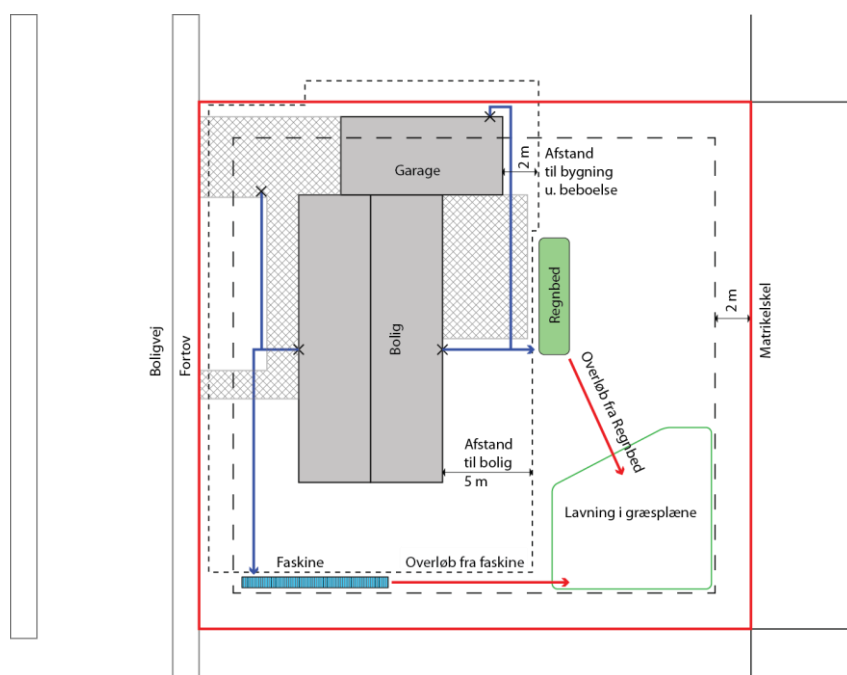 Garage
2 m
Afstand
til bygning
u. beboelse
Regnbed
2 m
Matrikelskel
Boligvej
Fortov
Bolig
Overløb fra Regnbed
Afstand
til bolig
5 m
Lavning i græsplæne
Faskine
Overløb fra faskine